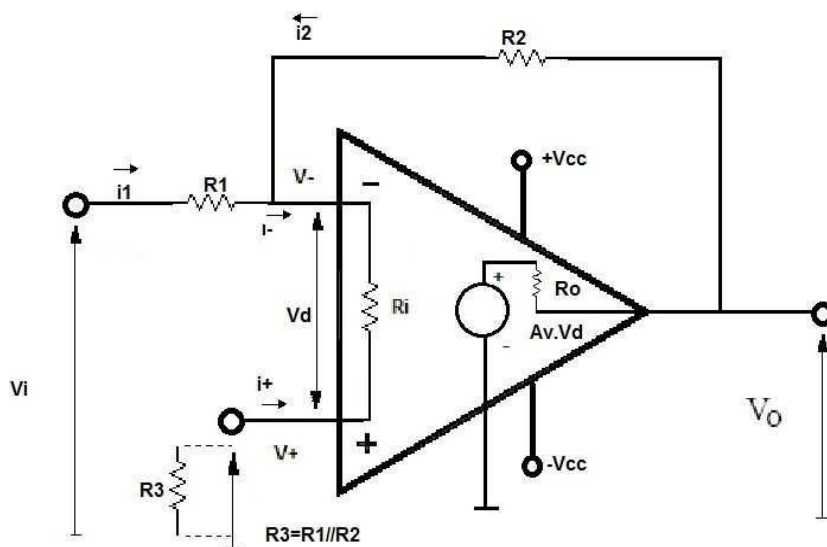 i2
R2
+Vcc
i1
R1
V-
-
I-
+
Ro
Vd
Ri
Av.Vd
-
Vi
i+
V+
+
-Vcc
VO
R3
R3=R1//R2